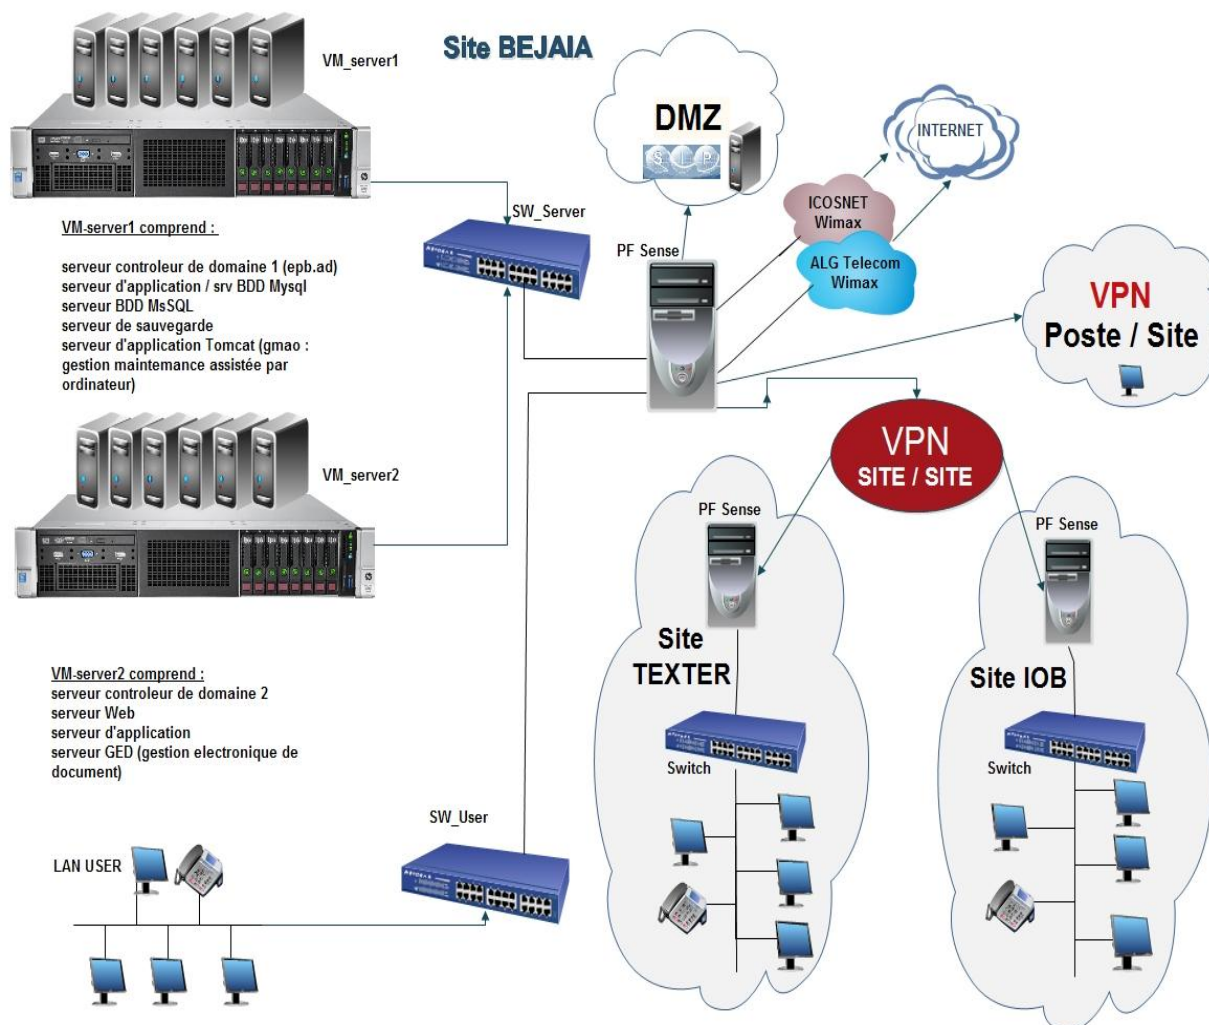 Site BEJAIA
VM_server1
DMZ
S I P
INTERNET
ICOSNET
Wimax
ALG Telecom
Wimax
SW_Server
PF Sense
VM-server1 comprend :
serveur controleur de domaine 1 (epb.ad)
serveur d'application / srv BDD Mysql
serveur BDD MsSQL
serveur de sauvegarde
serveur d'application Tomcat (gmao :
gestion maintenance assistée par
ordinateur)
VPN
Poste / Site
VM_server2
VPN
SITE / SITE
PF Sense
PF Sense
Site
TEXTER
Site IOB
VM-server2 comprend :
serveur controleur de domaine 2
serveur Web
serveur d'application
serveur GED (gestion electronique de
document)
Switch
Switch
SW_User
LAN USER